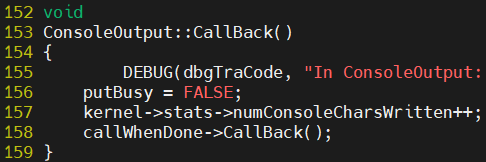 152 void
153 ConsoleOutput::CallBack()
154 {
155         DEBUG(dbgTraCode, "In ConsoleOutput:
156     putBusy = FALSE;
157     kernel->stats->numConsoleCharsWritten++;
158     callWhenDone->CallBack();
159 }